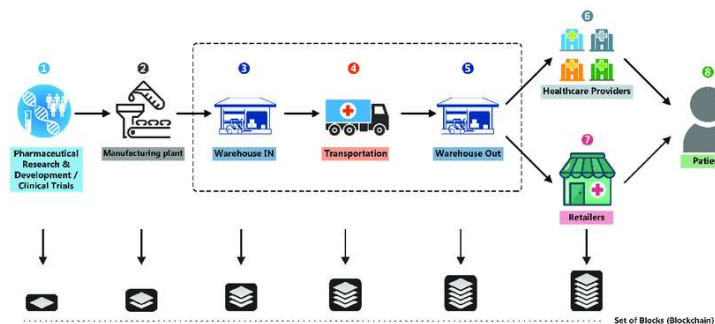 1
2
3
4
5
6
7
8
Pharmaceutical
Research &
Development /
Clinical Trials
Manufacturing plant
Warehouse IN
Transportation
Warehouse Out
Healthcare Providers
Retailers
Patie
Set of Blocks (Blockchain)